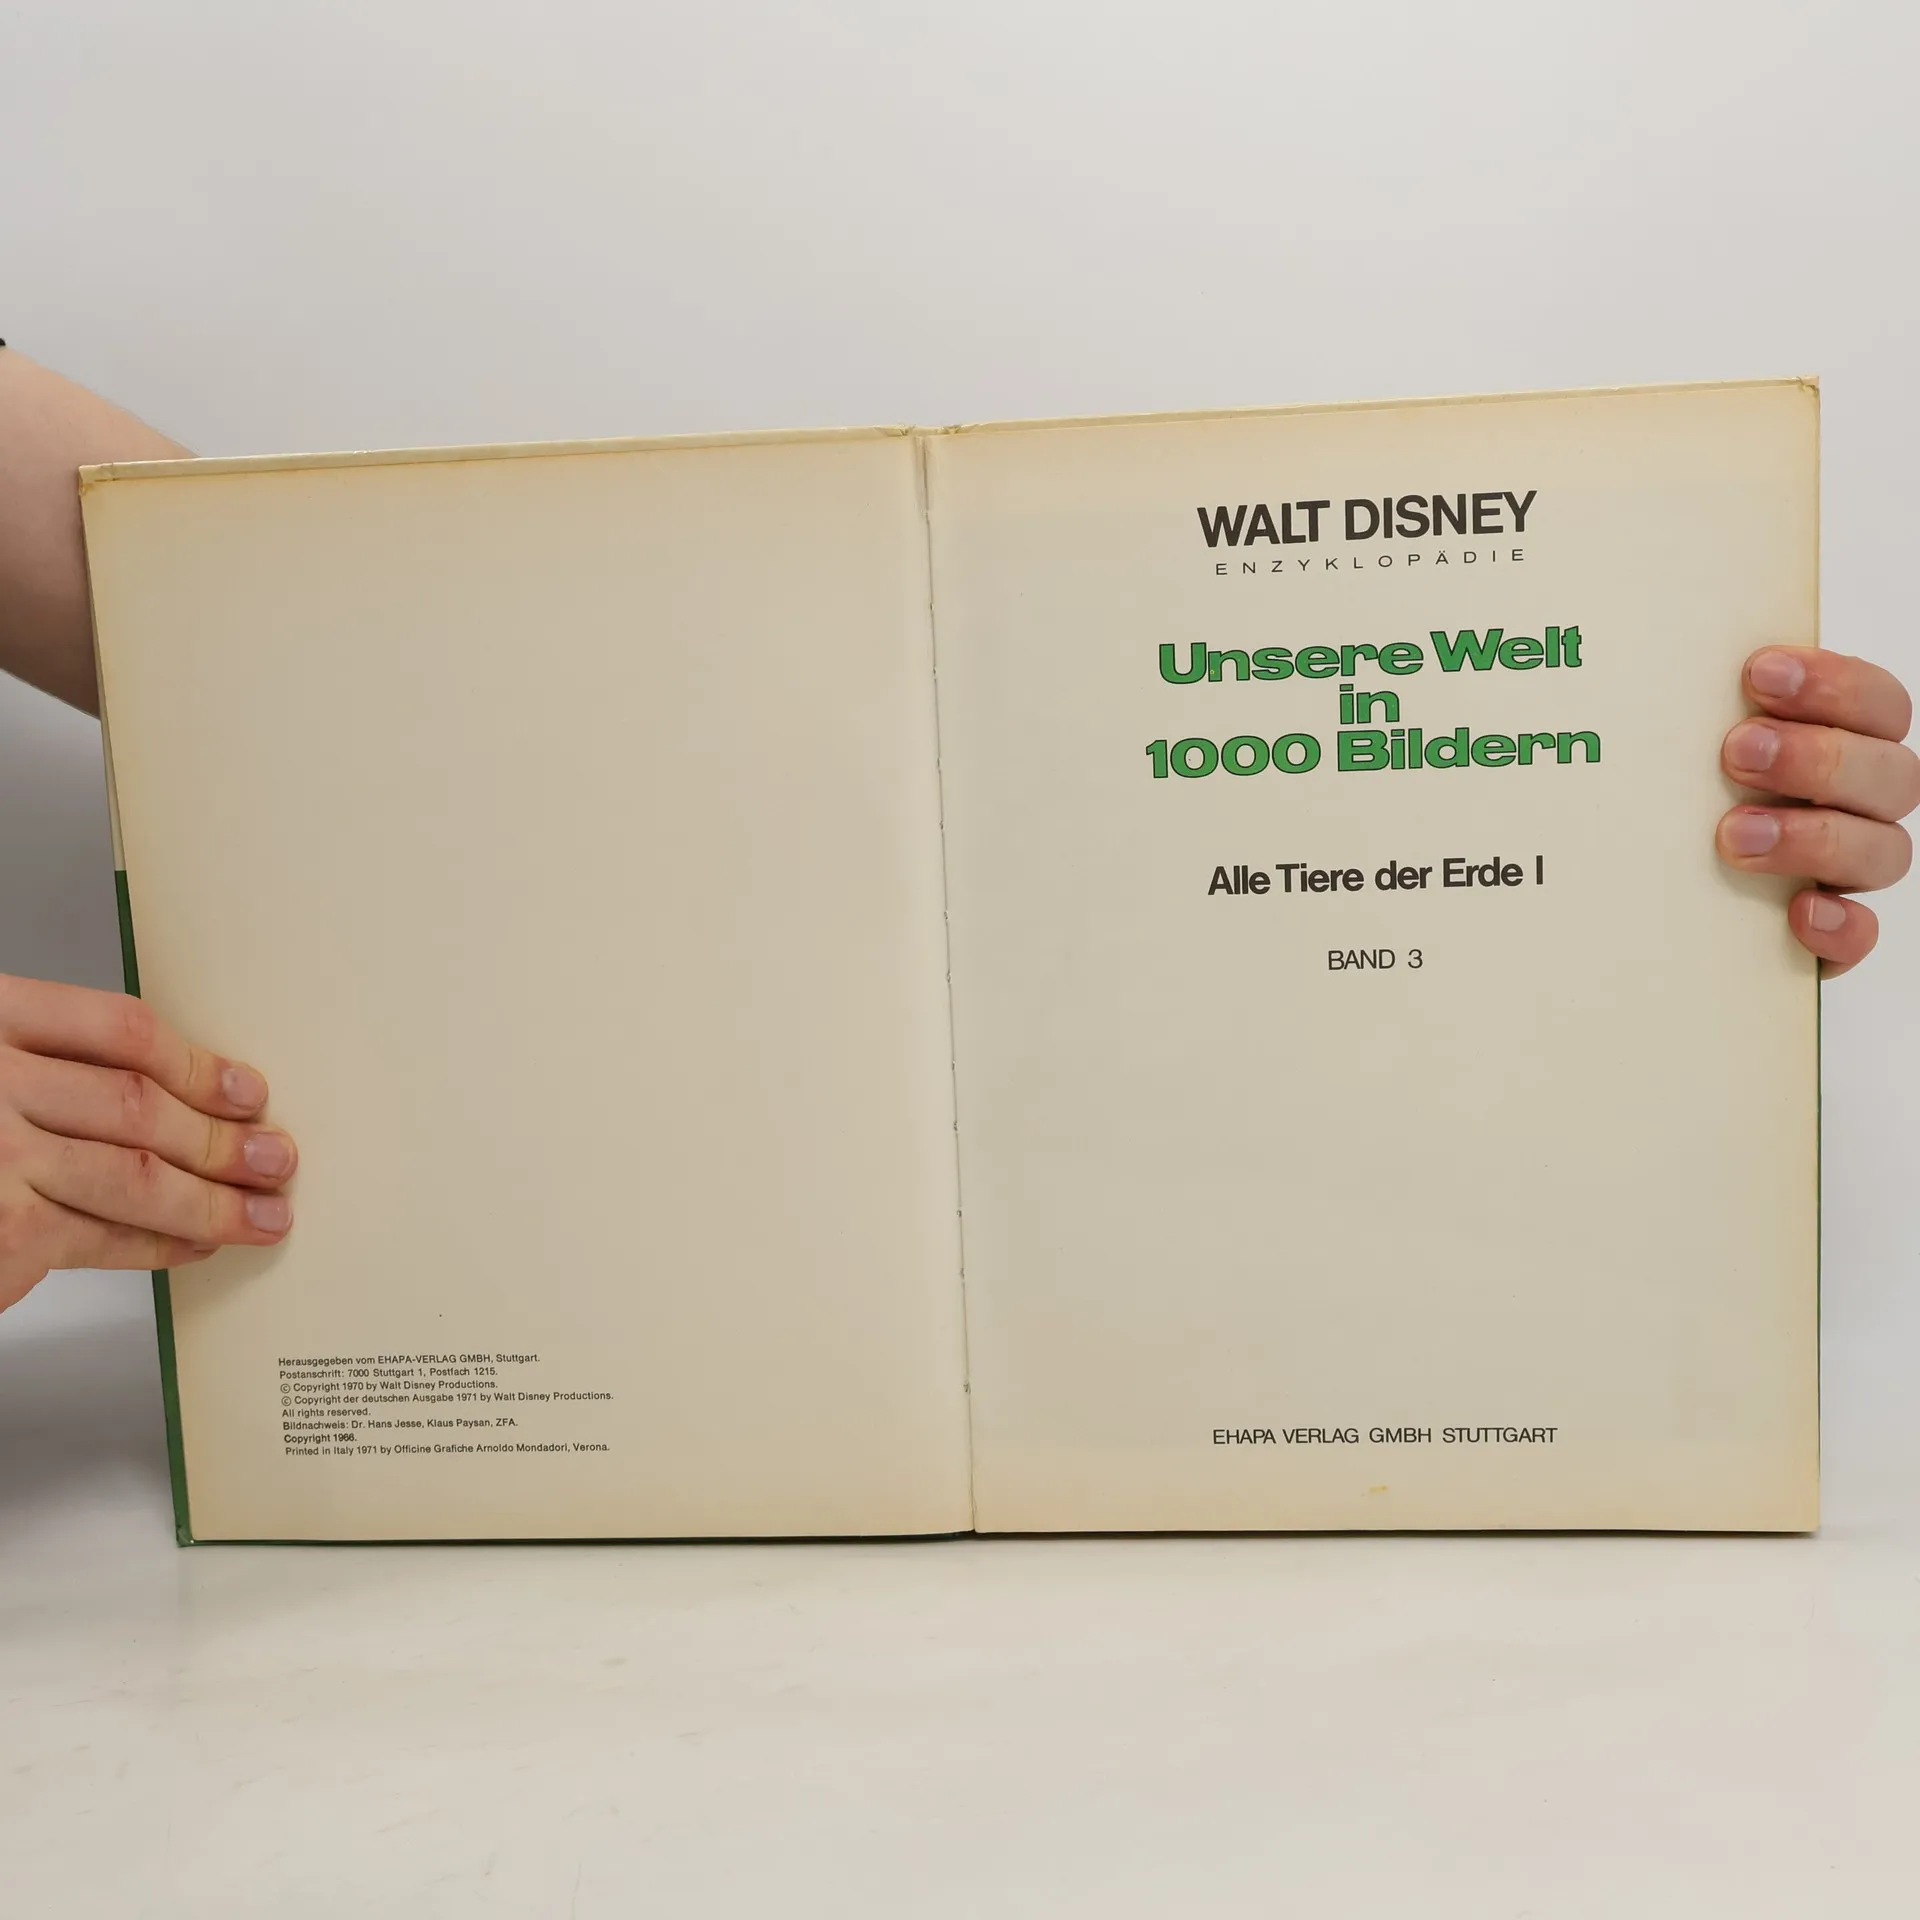 Herausgegeben vom EHAPA-VERLAG GMBH, Stuttgart.
Postanschrift: 7000 Stuttgart 1, Postfach 1215.
© Copyright 1970 by Walt Disney Productions.
© Copyright der deutschen Ausgabe 1971 by Walt Disney Productions.
All rights reserved.
Bildnachweis: Dr. Hans Jesse, Klaus Paysan, ZFA.
Copyright 1966.
Printed in Italy 1971 by Officine Grafiche Arnoldo Mondadori, Verona.
WALT DISNEY
ENZYKLOPÄDIE
Unsere Welt
in
1000 Bildern
Alle Tiere der Erde I
BAND 3
EHAPA VERLAG GMBH STUTTGART